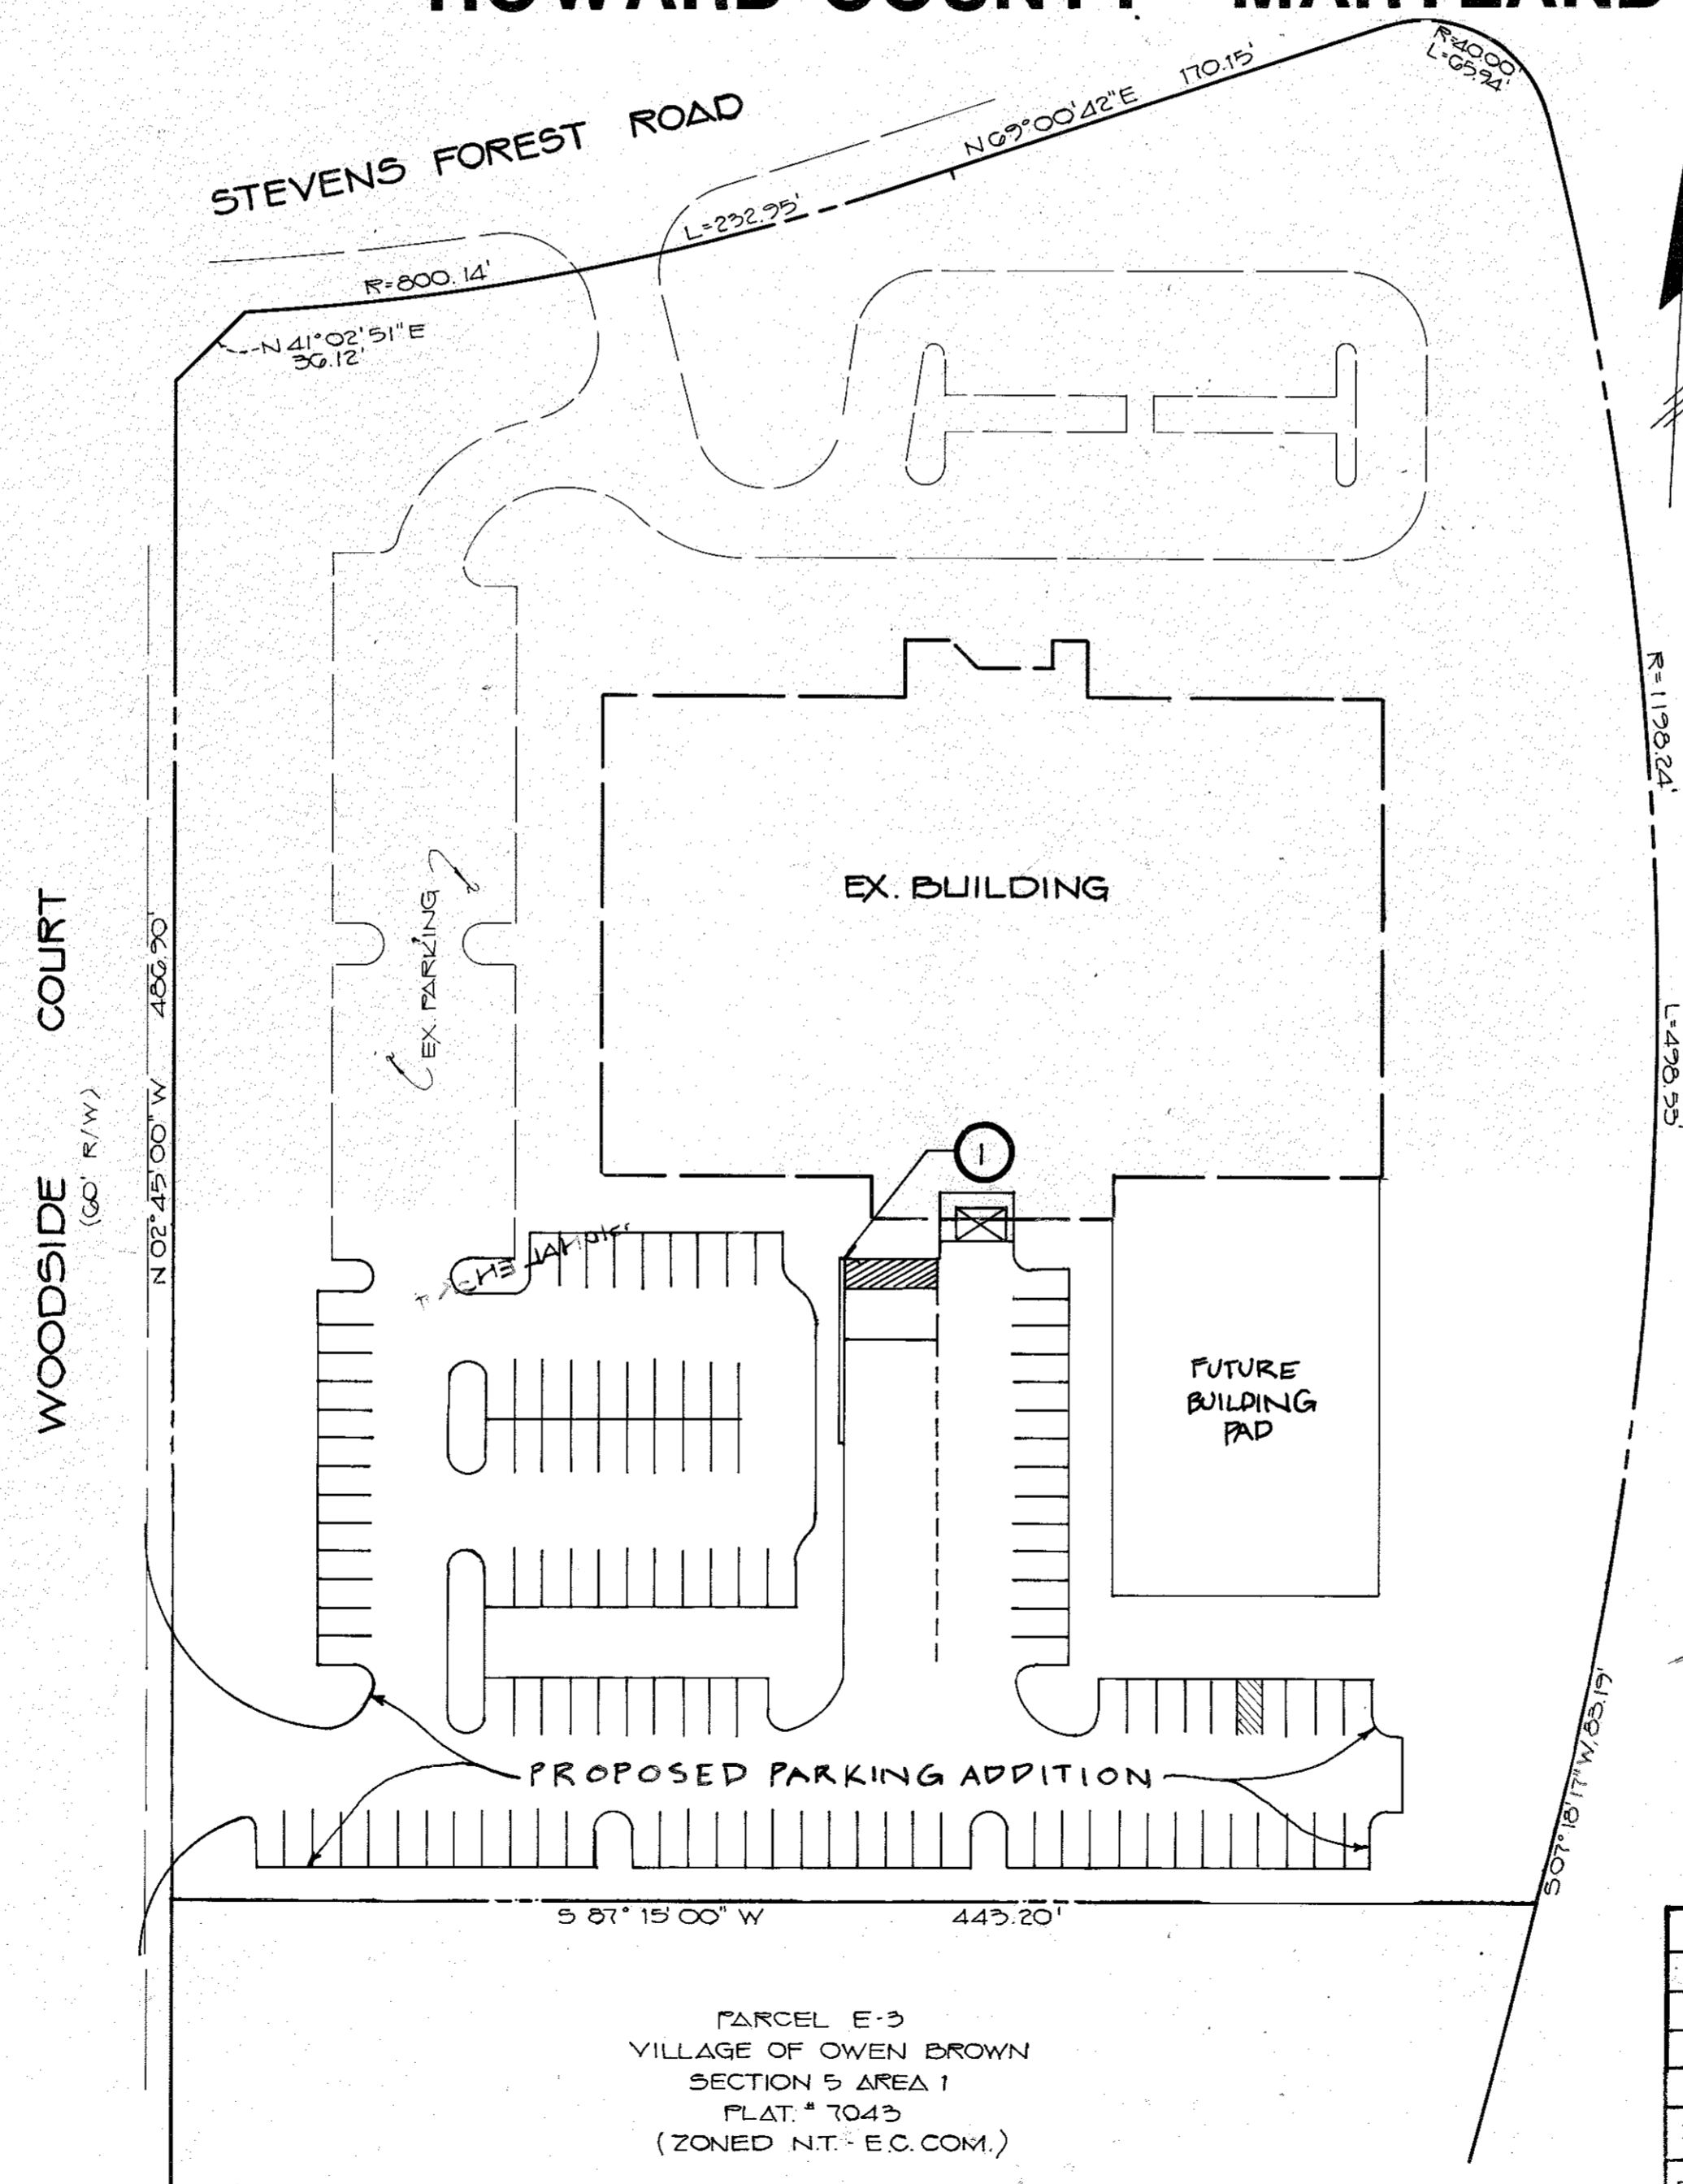 HOWARD COUNTY MARYLAND
R=40.00'
L=65.94'
170.15'
N 69°00'42"E
STEVENS FOREST ROAD
L=232.95'
R=800.14'
N 41°02'51"E
36.12'
R=1198.24'
EX. BUILDING
EX. PARKING
WOODSIDE COURT
(60' R/W)
N 02°45'00" W 486.90'
L=498.53'
1
FUTURE
BUILDING
PAD
PROPOSED PARKING ADDITION
S 07°18'17" W, 83.19'
S 87°15'00" W 443.20'
PARCEL E-3
VILLAGE OF OWEN BROWN
SECTION 5 AREA 1
PLAT. # 7043
(ZONED N.T. - E.C. COM.)